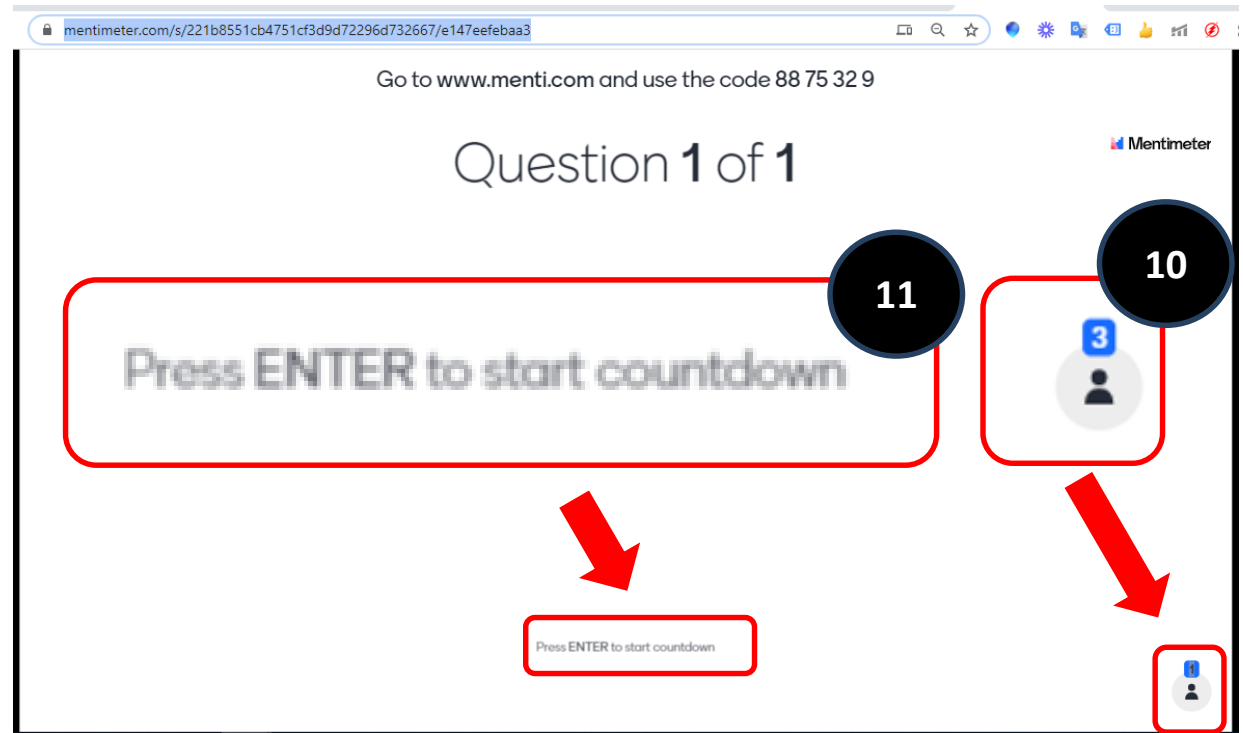 mentimeter.com/s/221b8551cb4751cf3d9d72296d732667/e147eefebaa3
Go to www.menti.com and use the code 88 75 32 9
Question 1 of 1
Mentimeter
11
10
Press ENTER to start countdown
3
Press ENTER to start countdown
1